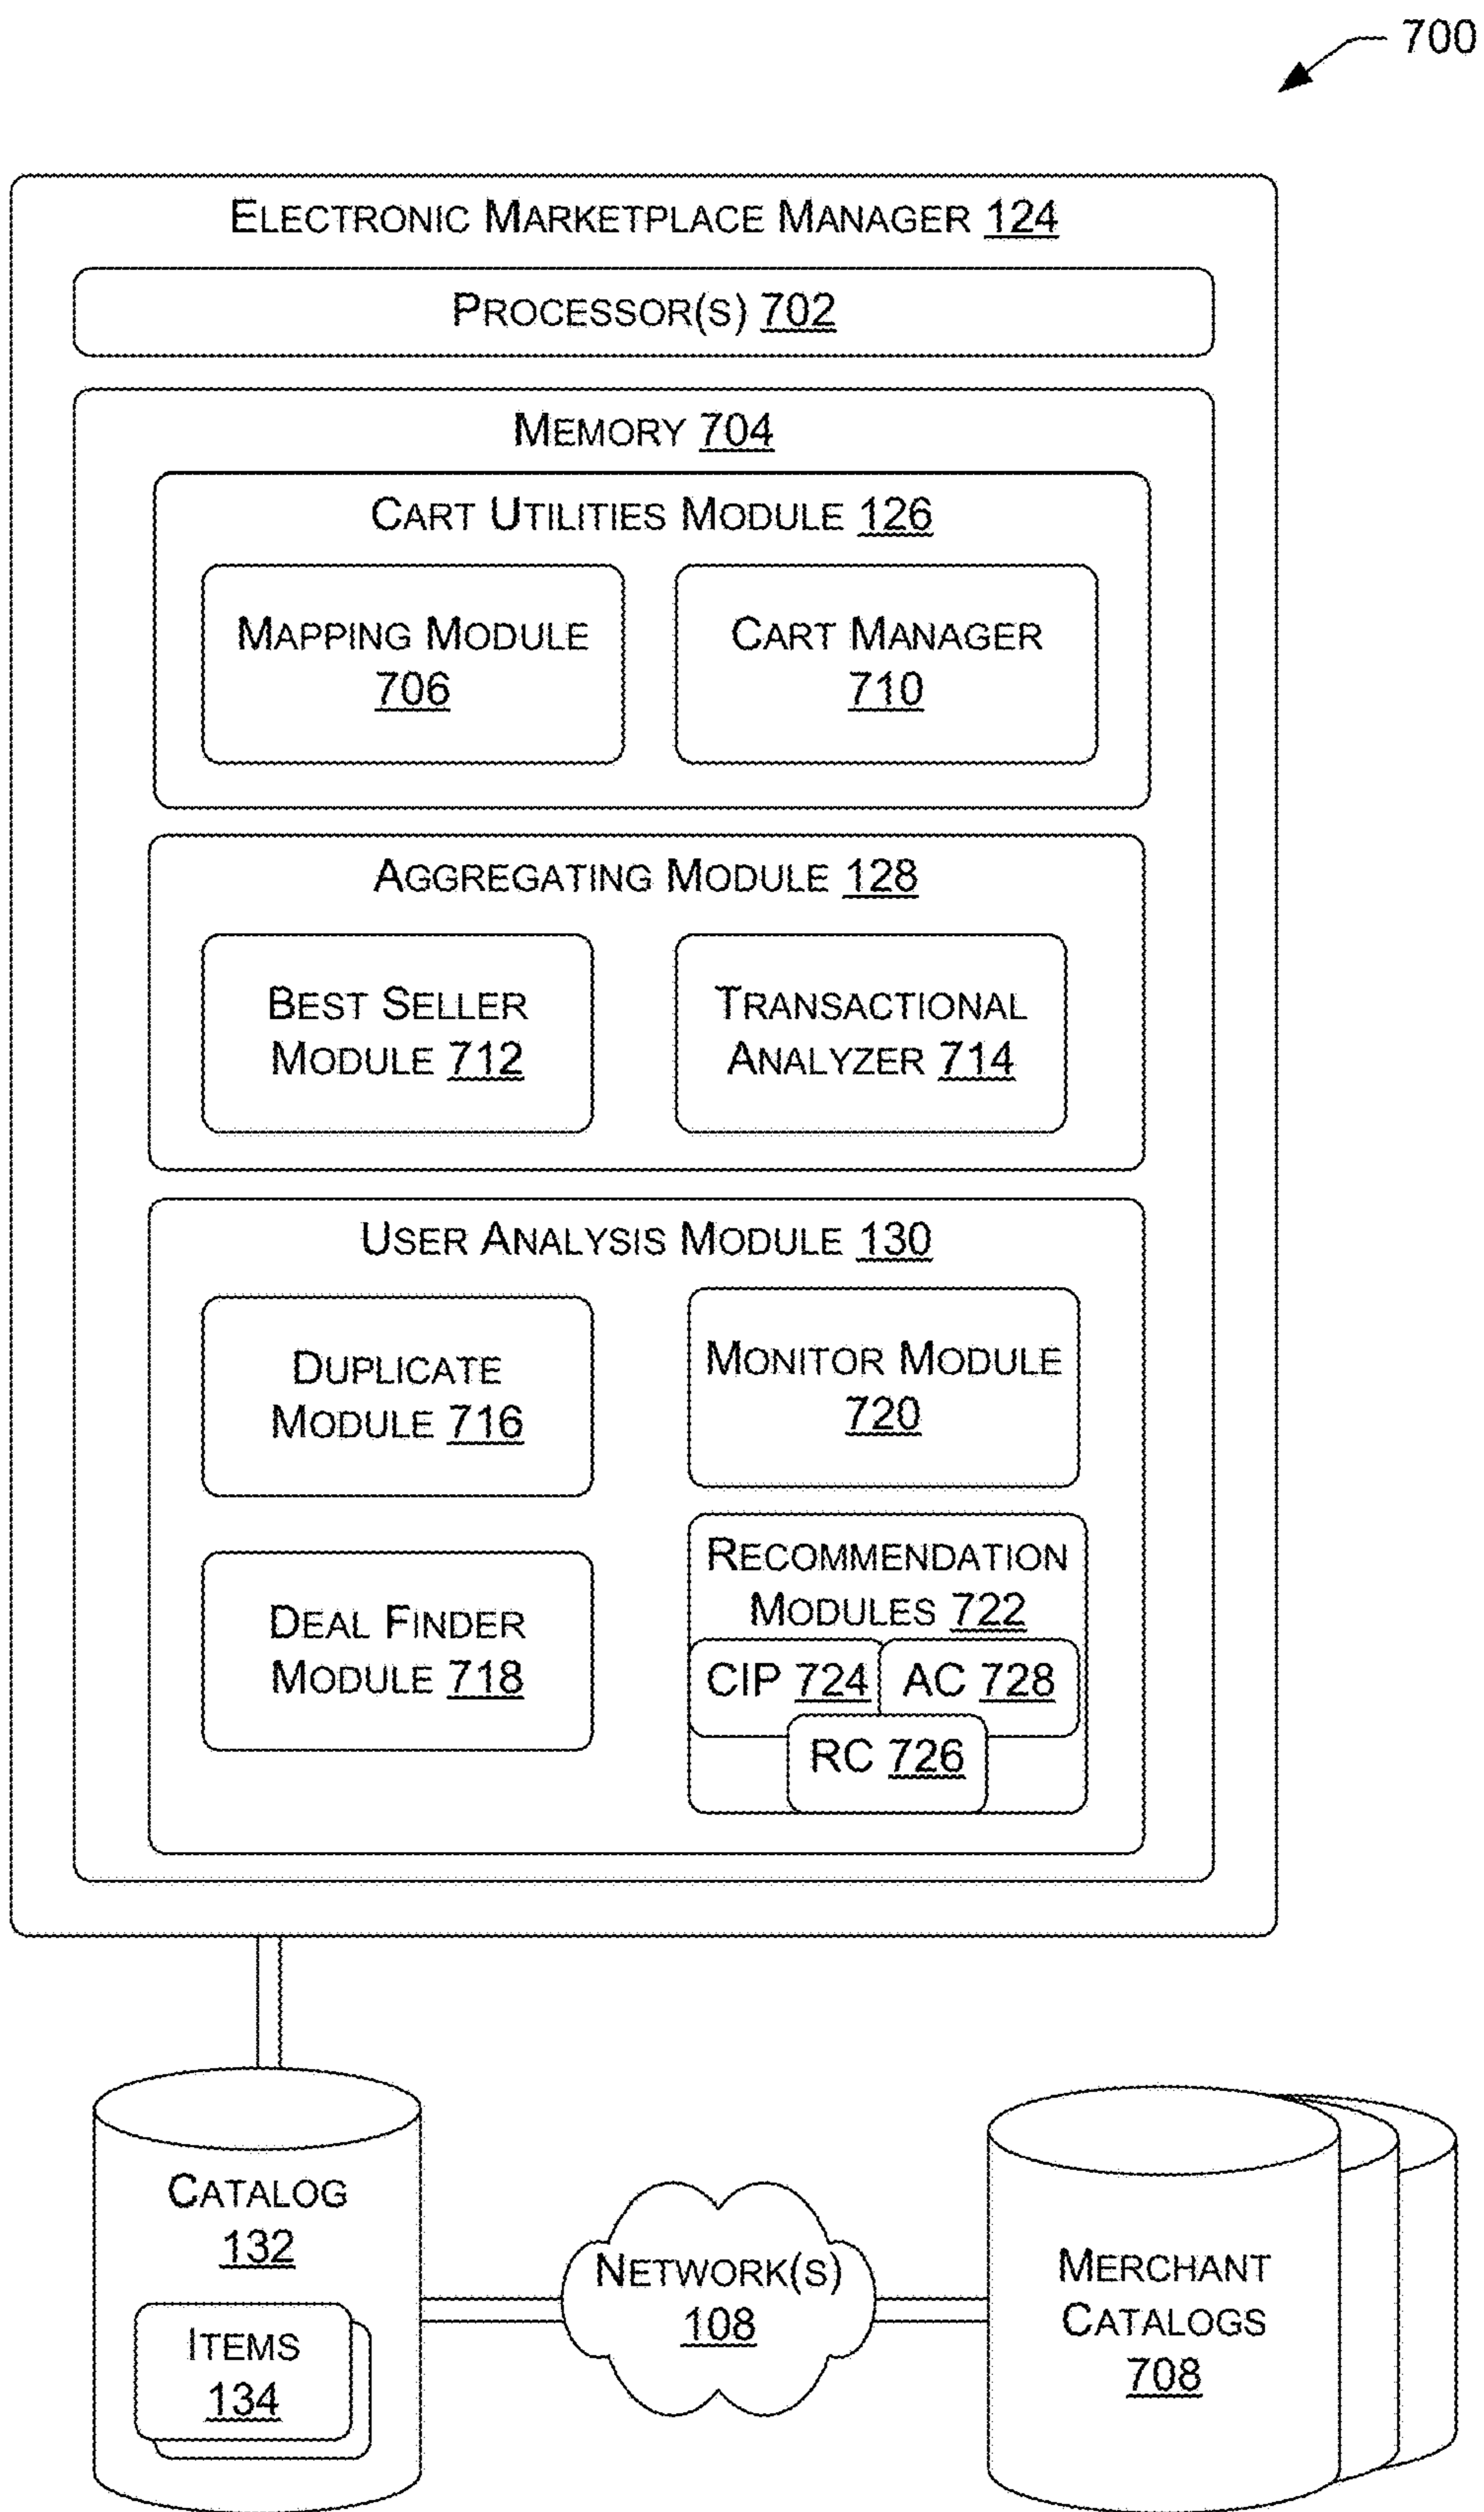 700
ELECTRONIC MARKETPLACE MANAGER 124
PROCESSOR(S) 702
MEMORY 704
CART UTILITIES MODULE 126
MAPPING MODULE
706
CART MANAGER
710
AGGREGATING MODULE 128
BEST SELLER
MODULE 712
TRANSACTIONAL
ANALYZER 714
USER ANALYSIS MODULE 130
DUPLICATE
MODULE 716
MONITOR MODULE
720
DEAL FINDER
MODULE 718
RECOMMENDATION
MODULES 722
CIP 724
AC 728
RC 726
CATALOG
132
ITEMS
134
NETWORK(S)
108
MERCHANT
CATALOGS
708